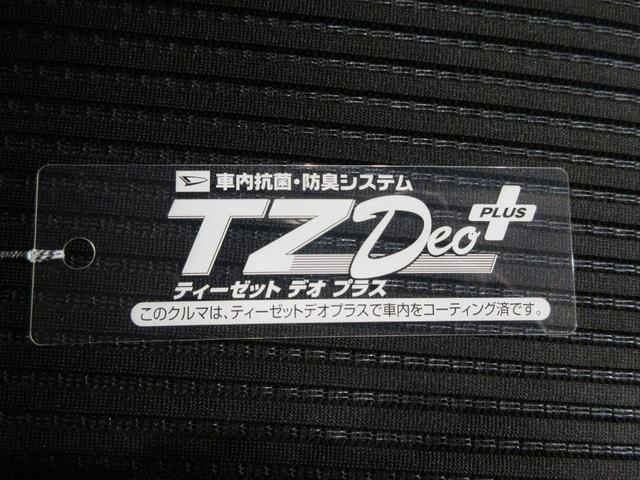 車内抗菌・防臭システム
TZ Deo PLUS
ティーゼット デオ プラス
このクルマは、ティーゼットデオプラスで車内をコーティング済です。